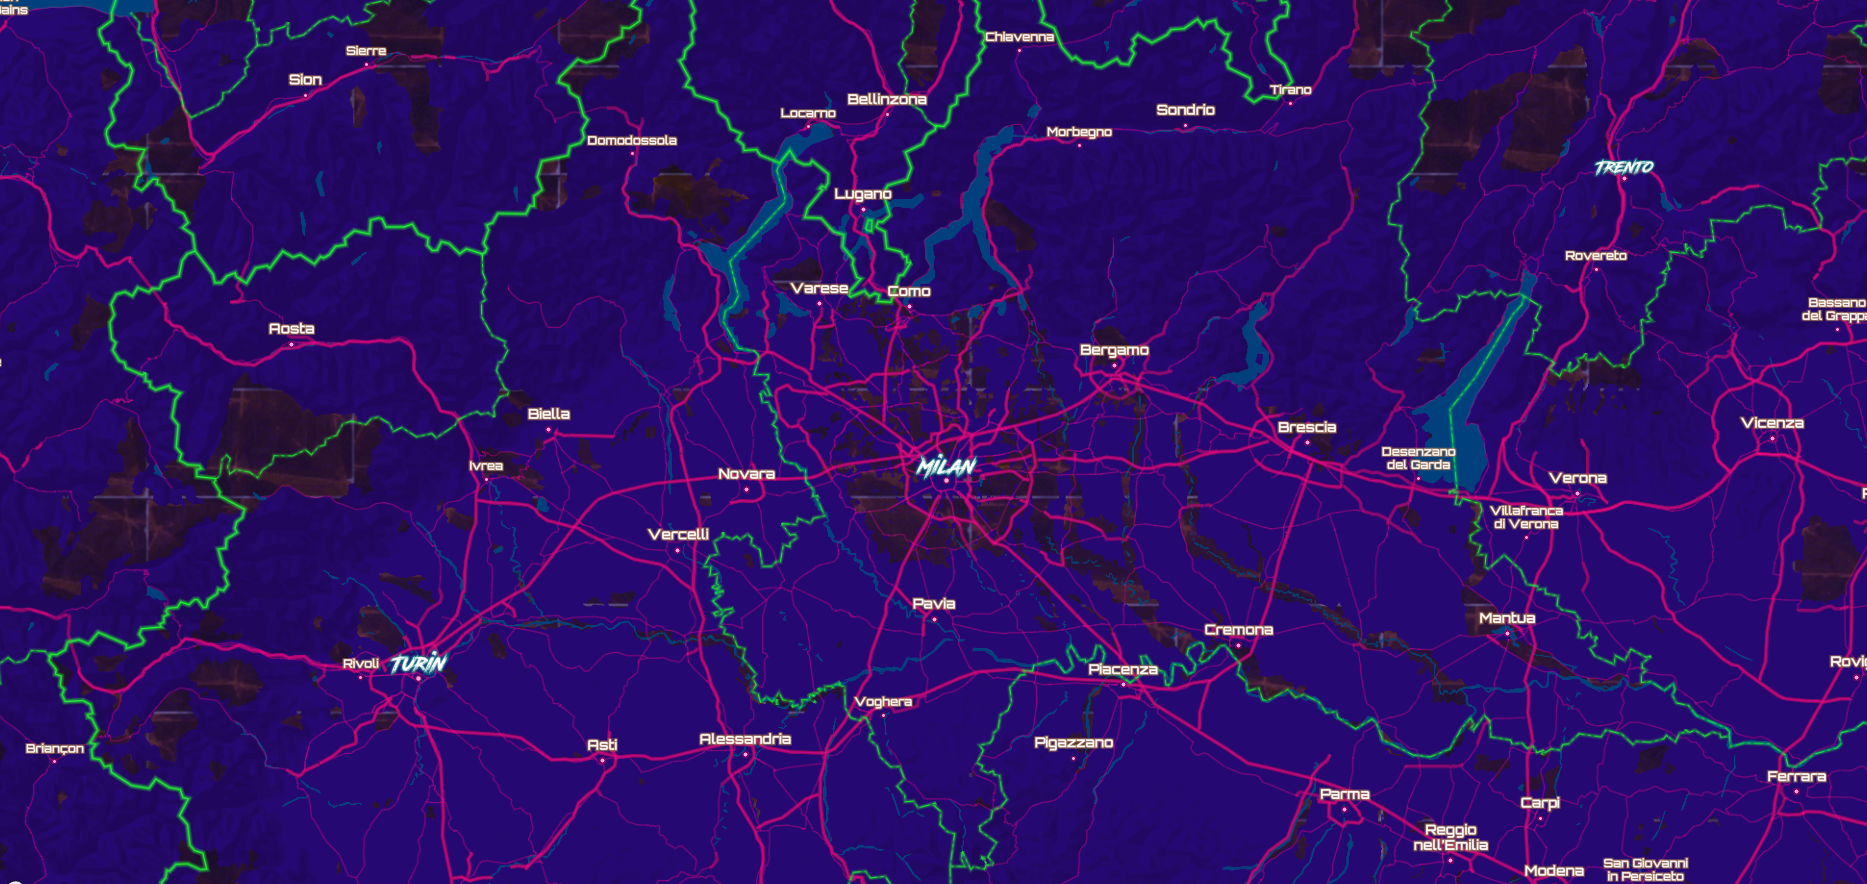 Sierre
Sion
Chiavenna
Bellinzona
Locarno
Tirano
Sondrio
Morbegno
Domodossola
TRENTO
Lugano
Rovereto
Varese
Como
Bassano
del Grappa
Aosta
Bergamo
Biella
Brescia
Vicenza
Desenzano
del Garda
Ivrea
MILAN
Novara
Verona
Villafranca
di Verona
Vercelli
Pavia
Mantua
Cremona
Rivoli
TURIN
Piacenza
Voghera
Briançon
Asti
Alessandria
Pigazzano
Ferrara
Parma
Carpi
Reggio
nell'Emilia
San Giovanni
in Persiceto
Modena